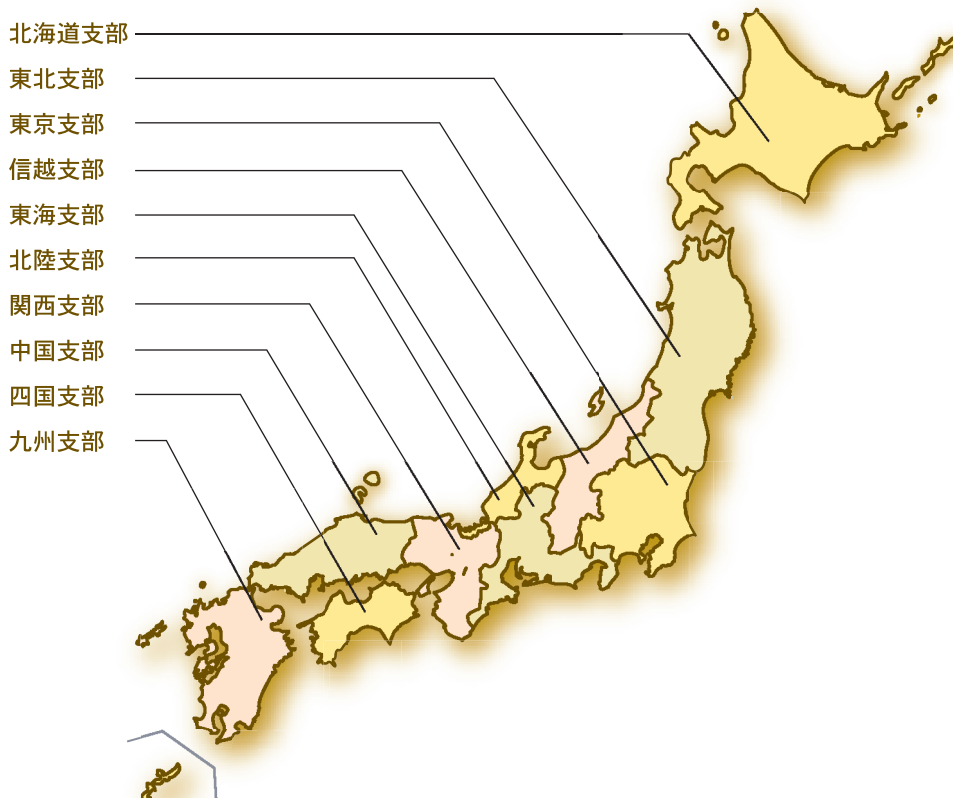 北海道支部
東北支部
東京支部
信越支部
東海支部
北陸支部
関西支部
中国支部
四国支部
九州支部